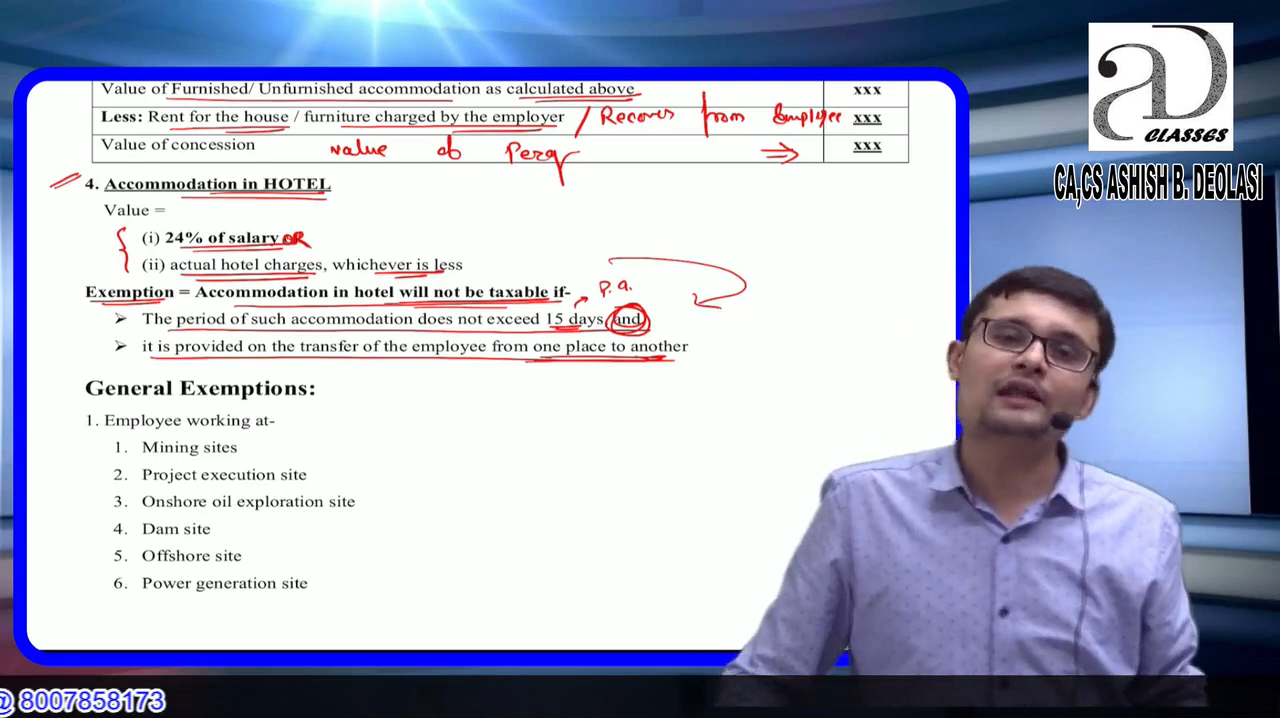 Value of Furnished/ Unfurnished accommodation as calculated above xxx
Less: Rent for the house / furniture charged by the employer / Recover from Employee xxx
Value of concession value of Perq ⇒ xxx
4. Accommodation in HOTEL
Value =
(i) 24% of salary OR
(ii) actual hotel charges, whichever is less
Exemption = Accommodation in hotel will not be taxable if-
p.a.
➢ The period of such accommodation does not exceed 15 days and
➢ it is provided on the transfer of the employee from one place to another
General Exemptions:
1. Employee working at-
1. Mining sites
2. Project execution site
3. Onshore oil exploration site
4. Dam site
5. Offshore site
6. Power generation site
aD
CLASSES
CA,CS ASHISH B. DEOLASI
@ 8007858173